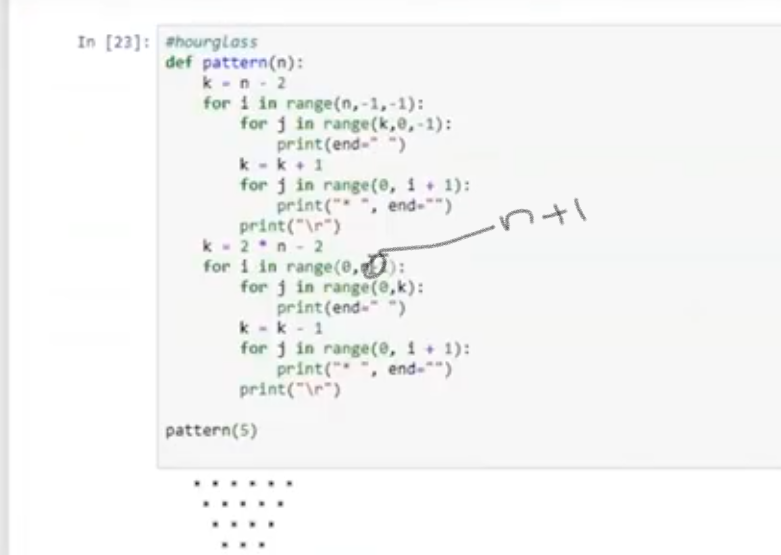 In [23]: #hourglass
def pattern(n):
    k = n - 2
    for i in range(n,-1,-1):
        for j in range(k,0,-1):
            print(end=" ")
        k = k + 1
        for j in range(0, i + 1):
            print("* ", end="")
        print("\r")
    k = 2 * n - 2
    for i in range(0,
n+1
        for j in range(0,k):
            print(end=" ")
        k = k - 1
        for j in range(0, i + 1):
            print("* ", end="")
        print("\r")
pattern(5)
* * * * * *
* * * * *
* * * *
* * *